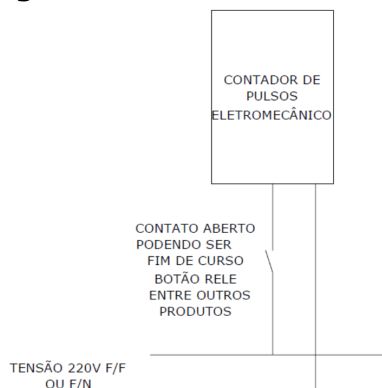 CONTADOR DE
PULSOS
ELETROMECÂNICO
CONTATO ABERTO
PODENDO SER
FIM DE CURSO
BOTÃO RELE
ENTRE OUTROS
PRODUTOS
TENSÃO 220V F/F
OU F/N